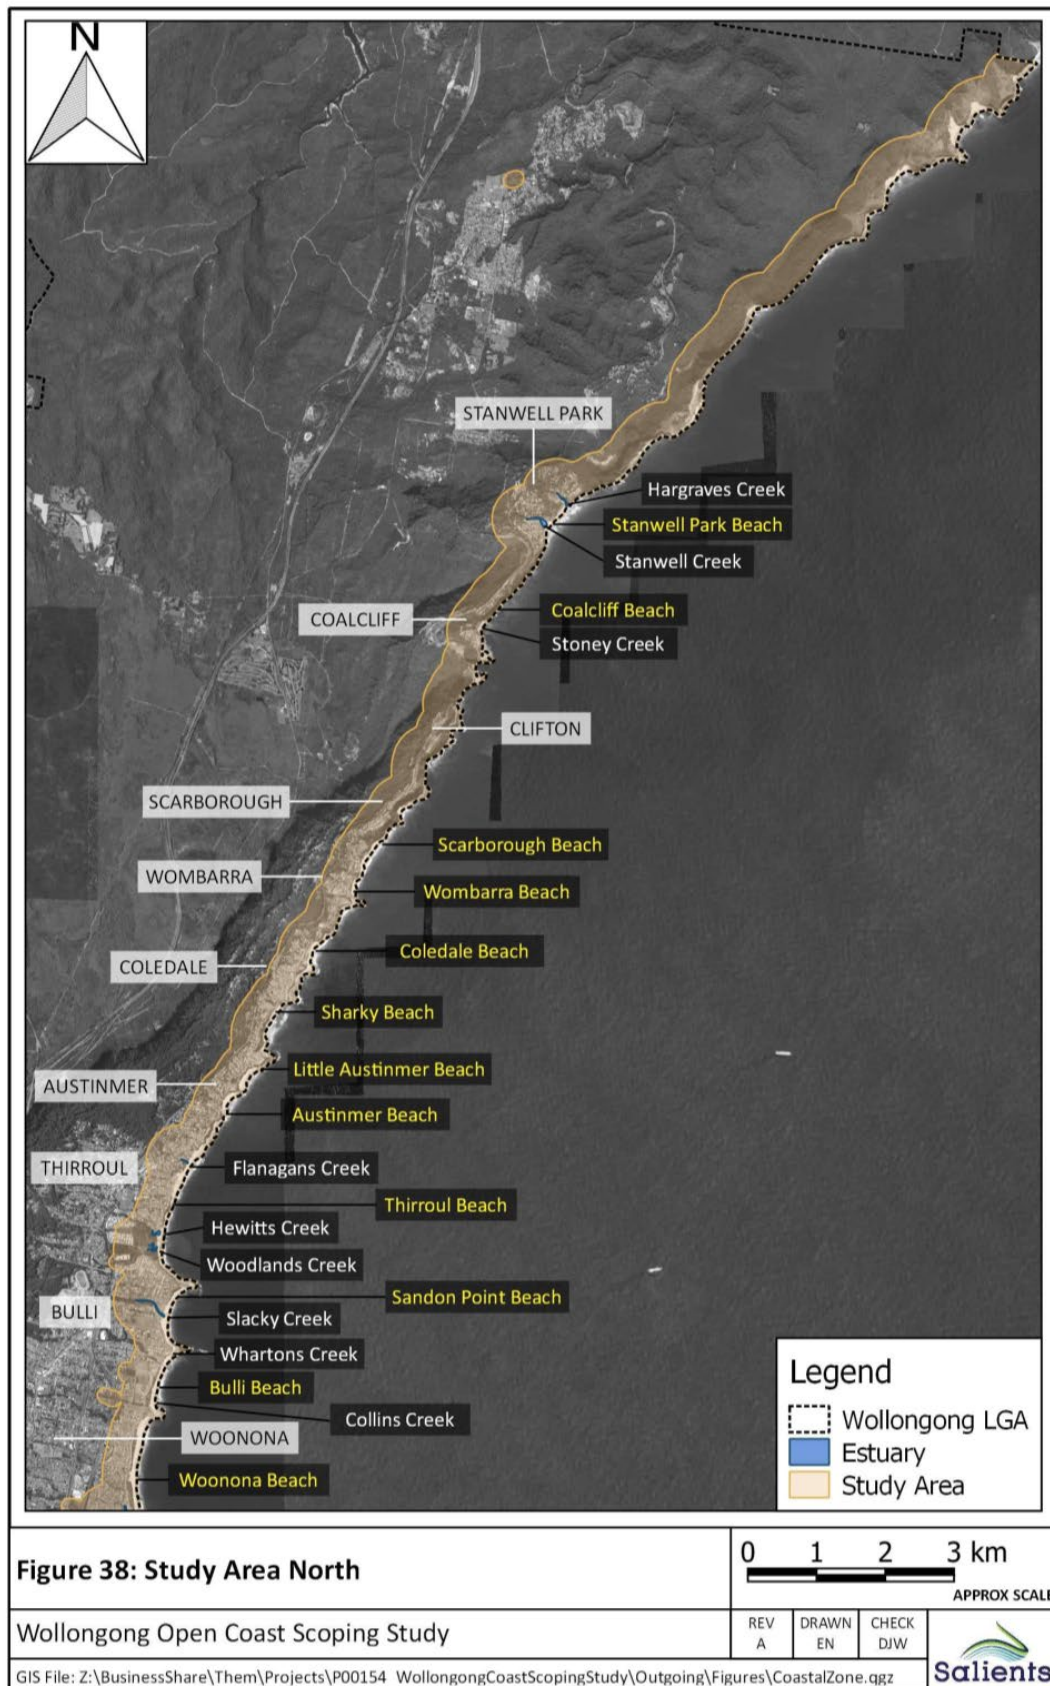 N
STANWELL PARK
Hargraves Creek
Stanwell Park Beach
Stanwell Creek
Coalcliff Beach
COALCLIFF
Stoney Creek
CLIFTON
SCARBOROUGH
Scarborough Beach
WOMBARRA
Wombarra Beach
Coledale Beach
COLEDALE
Sharky Beach
Little Austinmer Beach
AUSTINMER
Austinmer Beach
THIRROUL
Flanagans Creek
Thirroul Beach
Hewitts Creek
Woodlands Creek
Sandon Point Beach
BULLI
Slacky Creek
Whartons Creek
Bulli Beach
Collins Creek
WOONONA
Woonona Beach
Legend
Wollongong LGA
Estuary
Study Area
Figure 38: Study Area North
0 1 2 3 km
APPROX SCALE
Wollongong Open Coast Scoping Study
REV DRAWN CHECK
A EN DJW
Salients
GIS File: Z:\BusinessShare\Them\Projects\P00154_WollongongCoastScopingStudy\Outgoing\Figures\CoastalZone.qgz